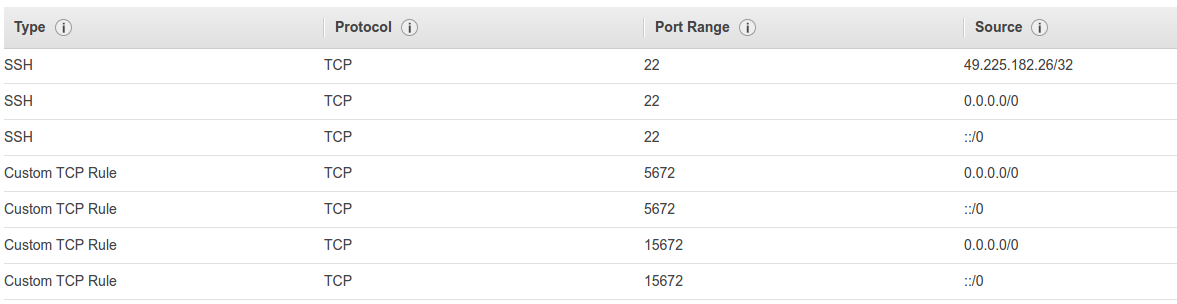 Type Protocol Port Range Source
SSH TCP 22 49.225.182.26/32
SSH TCP 22 0.0.0.0/0
SSH TCP 22 ::/0
Custom TCP Rule TCP 5672 0.0.0.0/0
Custom TCP Rule TCP 5672 ::/0
Custom TCP Rule TCP 15672 0.0.0.0/0
Custom TCP Rule TCP 15672 ::/0